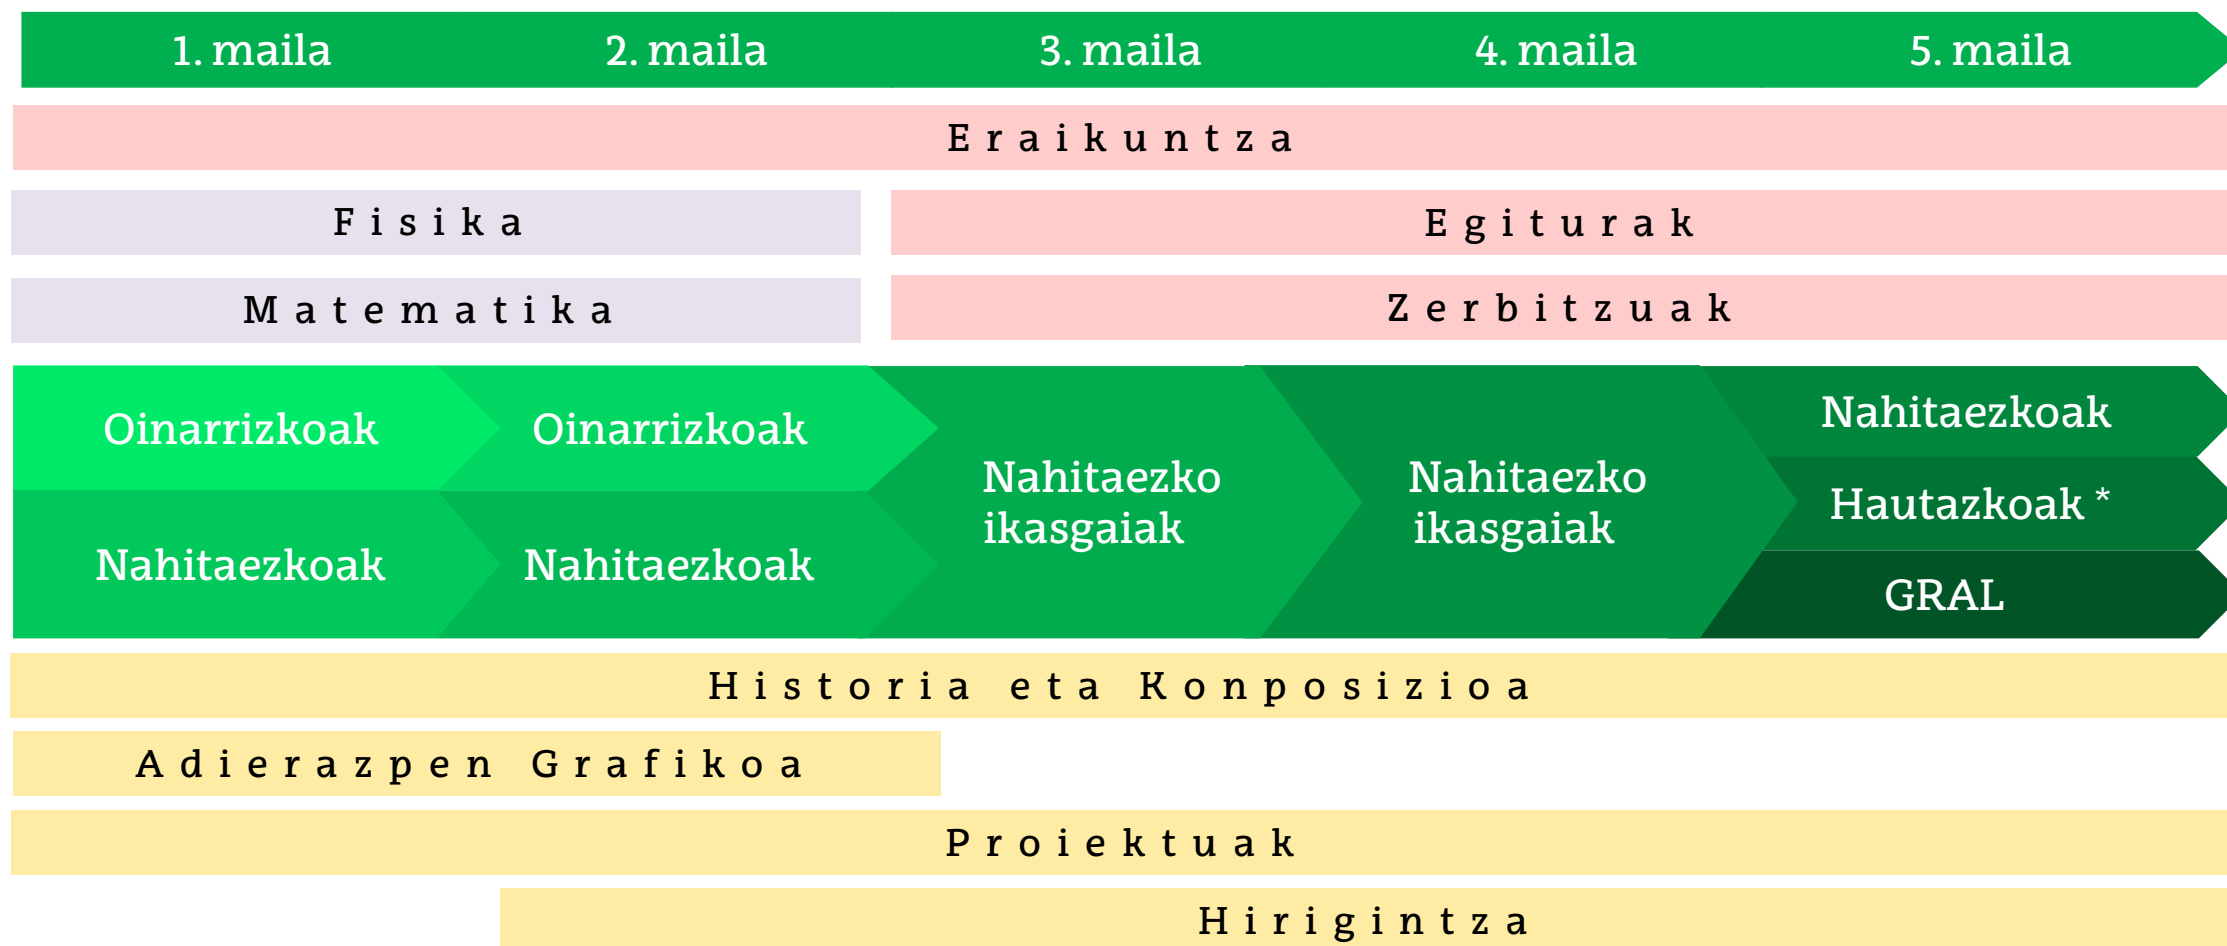 1. maila 2. maila 3. maila 4. maila 5. maila
Eraikuntza
Fisika Egiturak
Matematika Zerbitzuak
Oinarrizkoak Oinarrizkoak
Nahitaezkoak Nahitaezkoak
Nahitaezko
ikasgaiak
Nahitaezko
ikasgaiak
Nahitaezkoak
Hautazkoak *
GRAL
Historia eta Konposizioa
Adierazpen Grafikoa
Proiektuak
Hirigintza